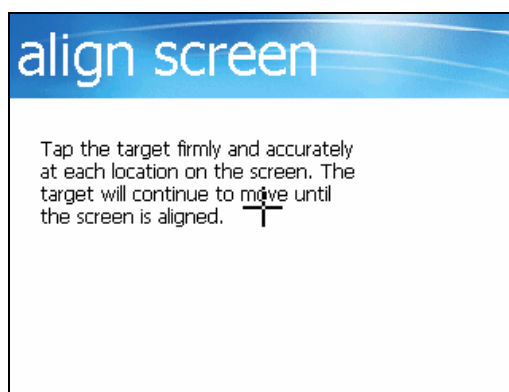 align screen
Tap the target firmly and accurately
at each location on the screen. The
target will continue to move until
the screen is aligned.